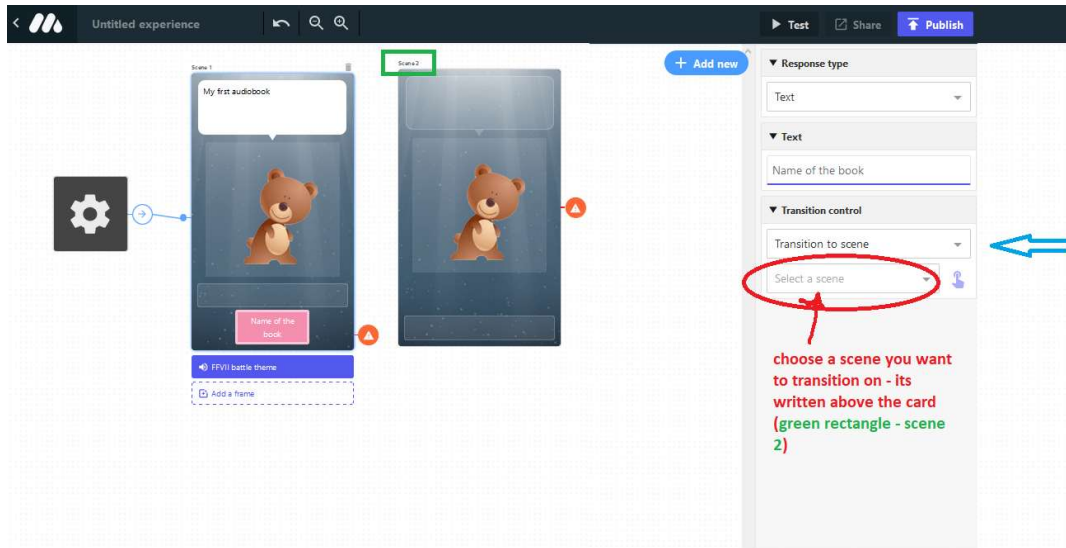 Untitled experience
Test
Share
Publish
Scene 1
Scene 2
My first audiobook
Name of the
book
FFVII battle theme
Add a frame
+ Add new
Response type
Text
Text
Name of the book
Transition control
Transition to scene
Select a scene
choose a scene you want
to transition on - its
written above the card
(green rectangle - scene
2)